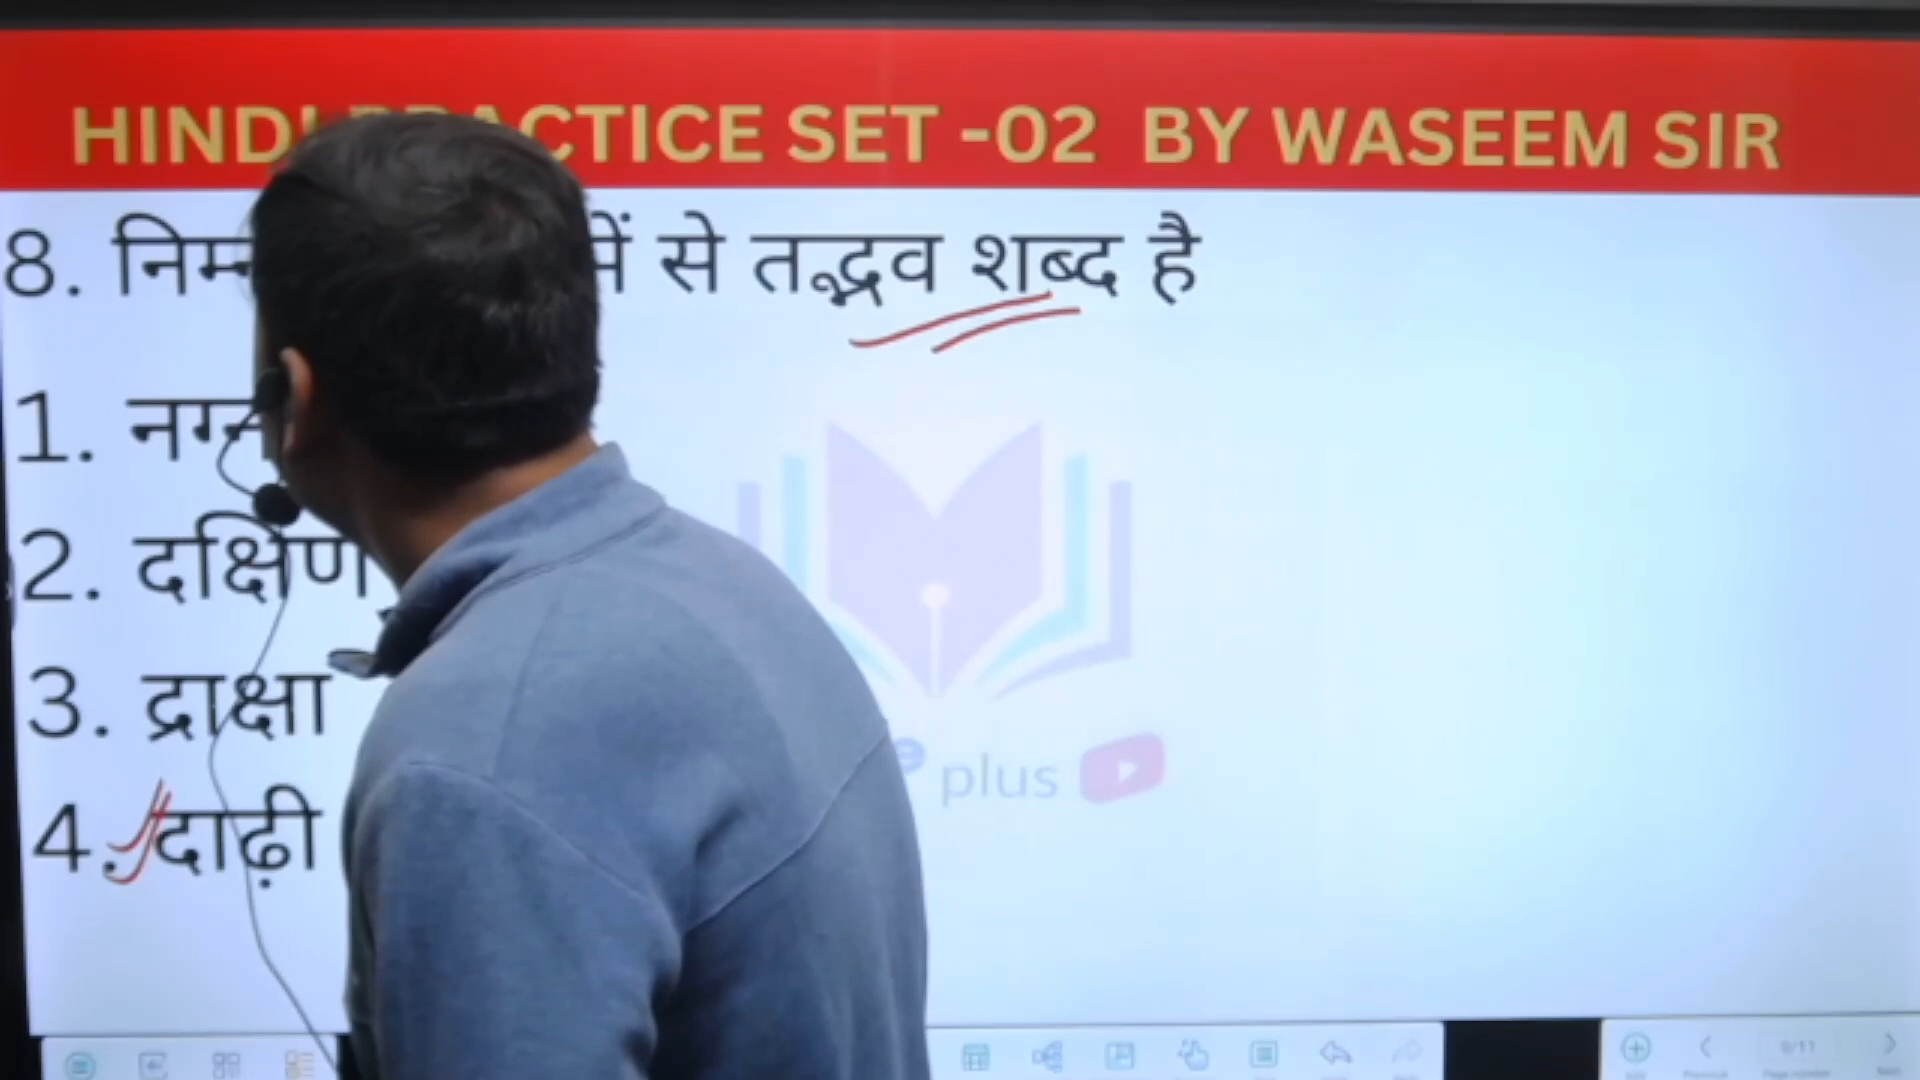 HINDI PRACTICE SET -02 BY WASEEM SIR
8. में से तद्भव शब्द है
1. नग्न
2. दक्षिण
3. द्राक्षा
4. दाढ़ी
plus